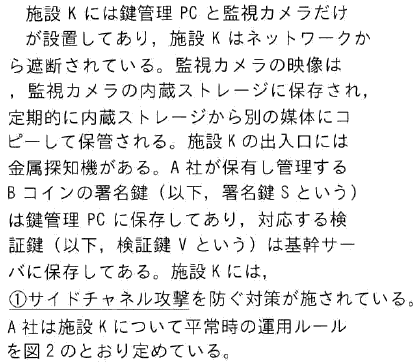 施設 K には鍵管理 PC と監視カメラだけ
が設置してあり，施設 K はネットワークか
ら遮断されている。監視カメラの映像は
，監視カメラの内蔵ストレージに保存され，
定期的に内蔵ストレージから別の媒体にコ
ピーして保管される。施設 K の出入口には
金属探知機がある。A 社が保有し管理する
B コインの署名鍵（以下，署名鍵 S という）
は鍵管理 PC に保存してあり，対応する検
証鍵（以下，検証鍵 V という）は基幹サー
バに保存してある。施設 K には，
①サイドチャネル攻撃を防ぐ対策が施されている。
A 社は施設 K について平常時の運用ルール
を図 2 のとおり定めている。